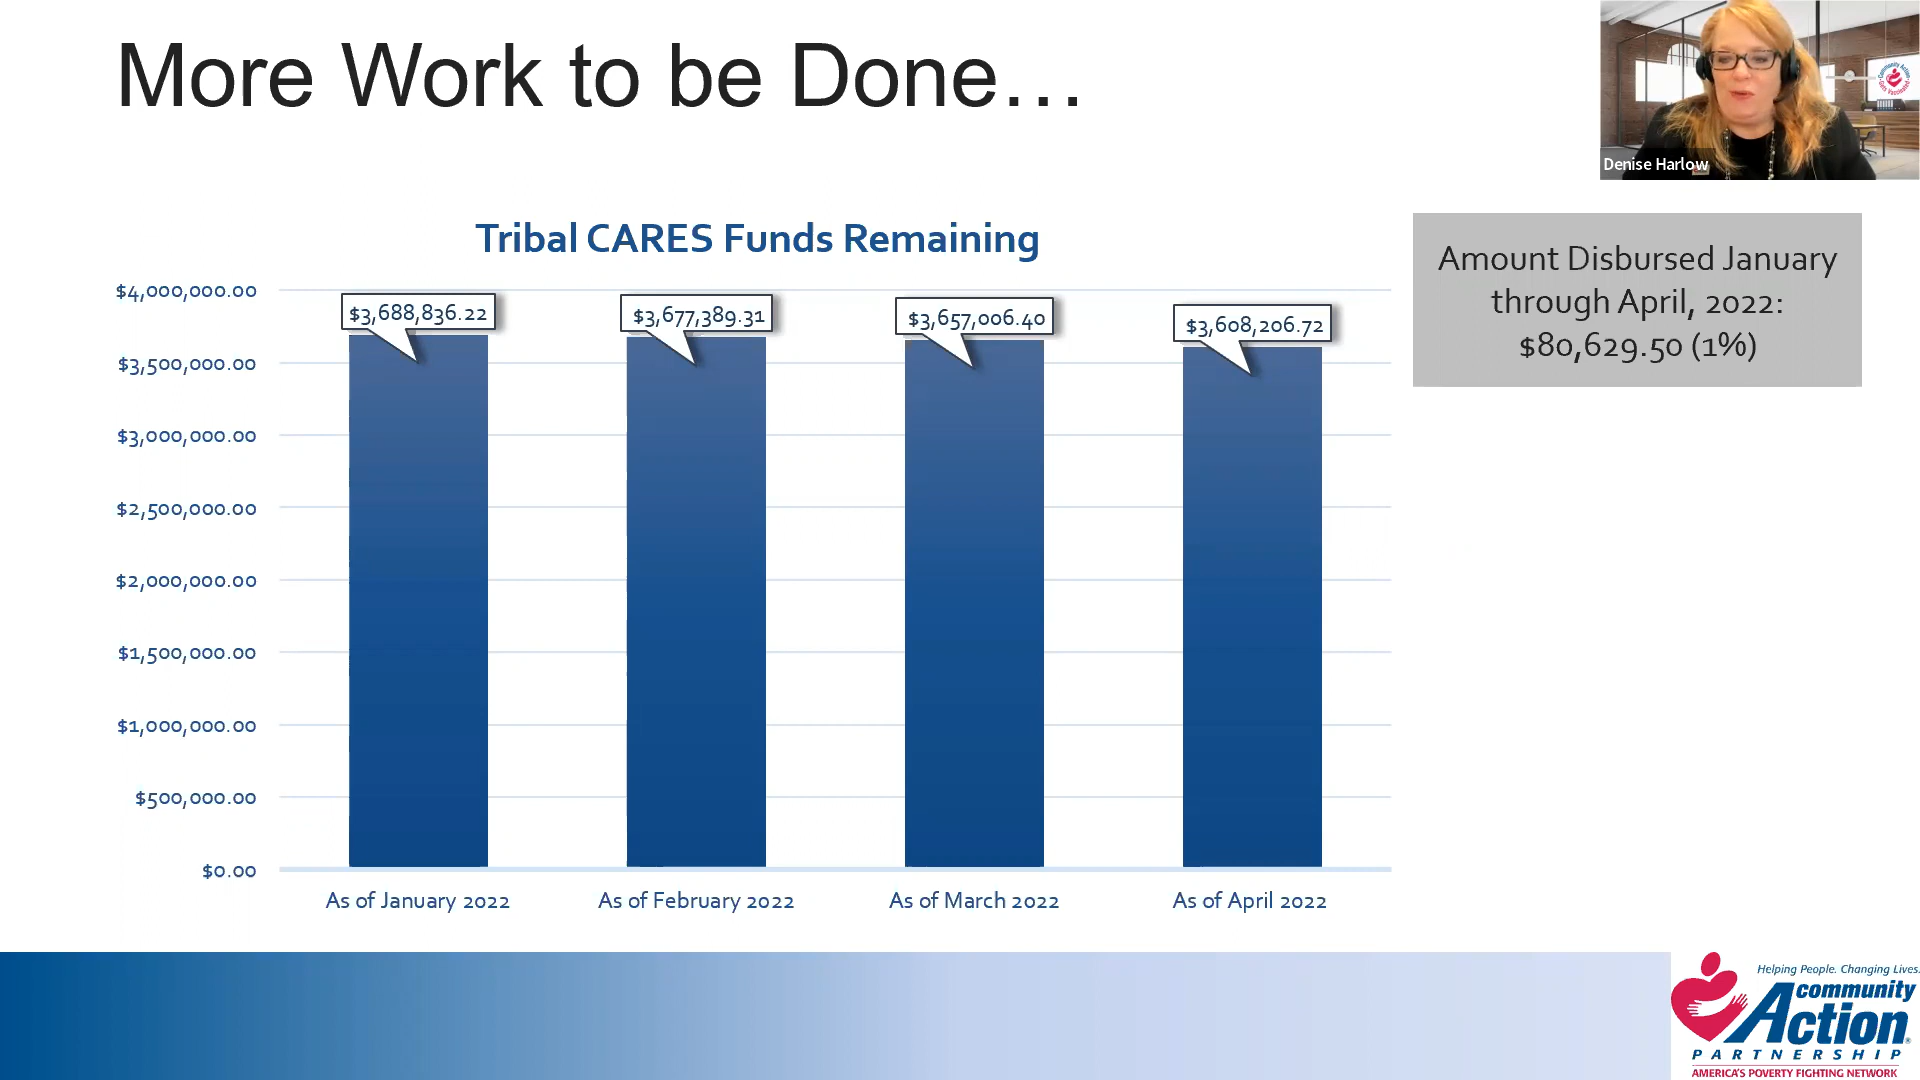 More Work to be Done…
Denise Harlow
Tribal CARES Funds Remaining
Amount Disbursed January
through April, 2022:
$80,629.50 (1%)
$4,000,000.00
$3,500,000.00
$3,000,000.00
$2,500,000.00
$2,000,000.00
$1,500,000.00
$1,000,000.00
$500,000.00
$0.00
$3,688,836.22
$3,677,389.31
$3,657,006.40
$3,608,206.72
As of January 2022
As of February 2022
As of March 2022
As of April 2022
Helping People. Changing Lives.
community
Action
PARTNERSHIP
AMERICA'S POVERTY FIGHTING NETWORK